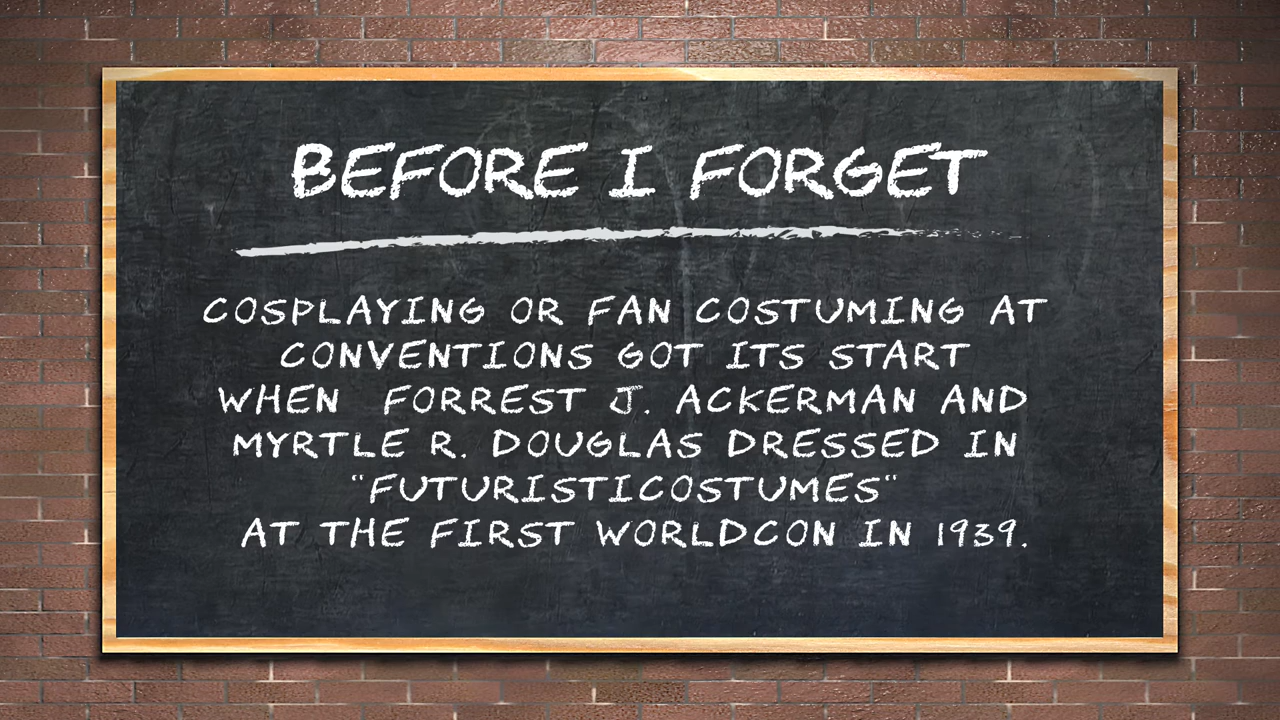 BEFORE I FORGET
COSPLAYING OR FAN COSTUMING AT
CONVENTIONS GOT ITS START
WHEN FORREST J. ACKERMAN AND
MYRTLE R. DOUGLAS DRESSED IN
"FUTURISTICOSTUMES"
AT THE FIRST WORLDCON IN 1939.